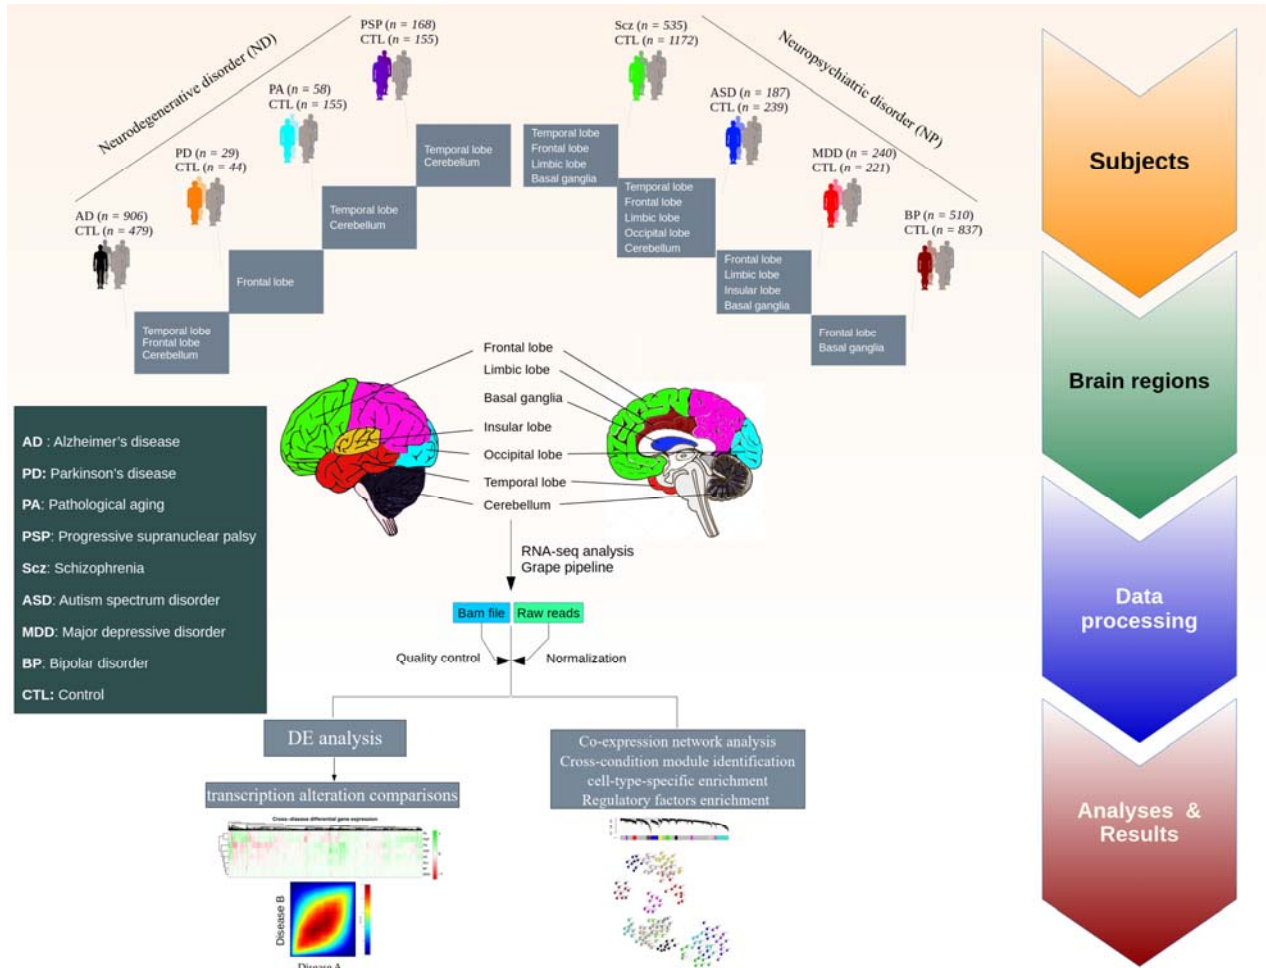 Neurodegenerative disorder (ND)
PSP (n = 168)
CTL (n = 155)
PA (n = 58)
CTL (n = 155)
PD (n = 29)
CTL (n = 44)
AD (n = 906)
CTL (n = 479)
Temporal lobe
Cerebellum
Temporal lobe
Cerebellum
Frontal lobe
Temporal lobe
Frontal lobe
Cerebellum
Neuropsychiatric disorder (NP)
Scz (n = 535)
CTL (n = 1172)
ASD (n = 187)
CTL (n = 239)
MDD (n = 240)
CTL (n = 221)
BP (n = 510)
CTL (n = 837)
Temporal lobe
Frontal lobe
Limbic lobe
Basal ganglia
Temporal lobe
Frontal lobe
Limbic lobe
Occipital lobe
Cerebellum
Frontal lobe
Limbic lobe
Insular lobe
Basal ganglia
Frontal lobe
Basal ganglia
Subjects
Brain regions
Data
processing
Analyses &
Results
Frontal lobe
Limbic lobe
Basal ganglia
Insular lobe
Occipital lobe
Temporal lobe
Cerebellum
AD : Alzheimer's disease
PD: Parkinson's disease
PA: Pathological aging
PSP: Progressive supranuclear palsy
Scz: Schizophrenia
ASD: Autism spectrum disorder
MDD: Major depressive disorder
BP: Bipolar disorder
CTL: Control
RNA-seq analysis
Grape pipeline
Bam file
Raw reads
Quality control
Normalization
DE analysis
transcription alteration comparisons
Co-expression network analysis
Cross-condition module identification
cell-type-specific enrichment
Regulatory factors enrichment
Cross-disease differential gene expression
Disease B
Disease A